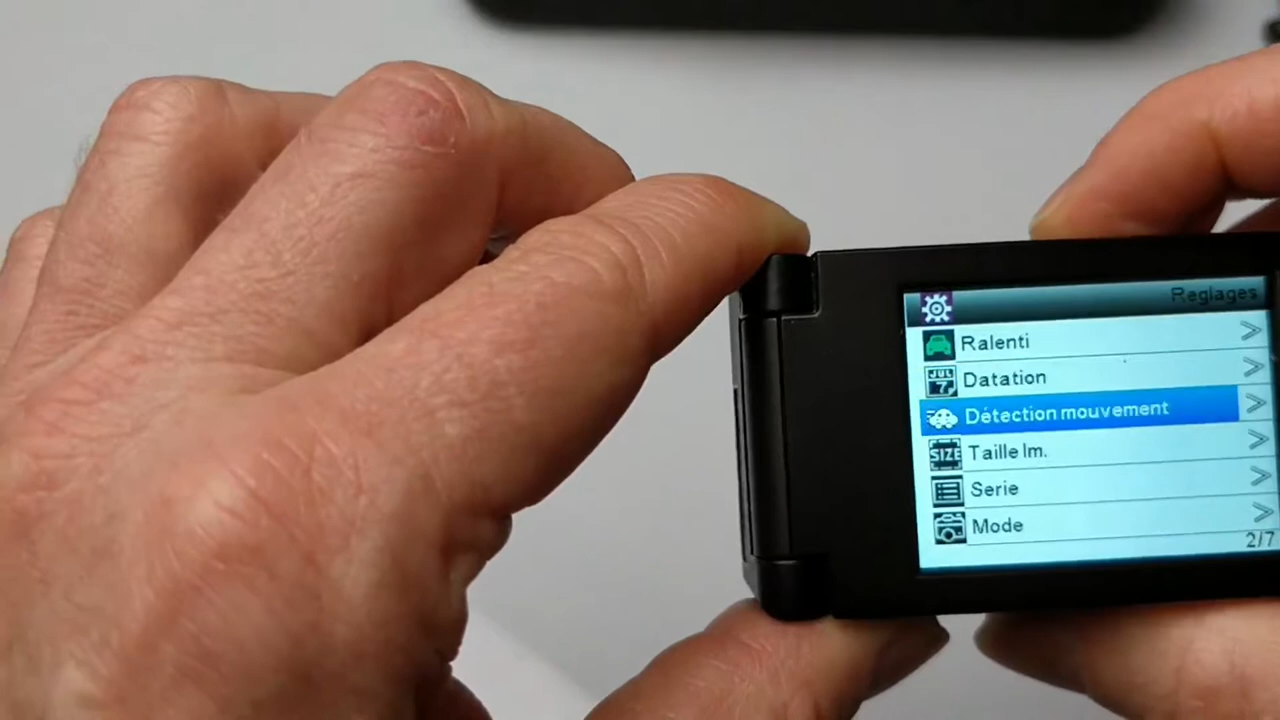 Reglages
Ralenti
JUL
7
Datation
Détection mouvement
SIZE
Taille Im.
Serie
Mode
2/7